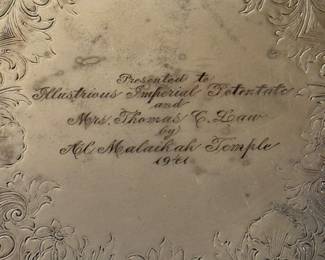 Presented to
Illustrious Imperial Potentate
and
Mrs. Thomas C. Law
by
Al Malaikah Temple
1941